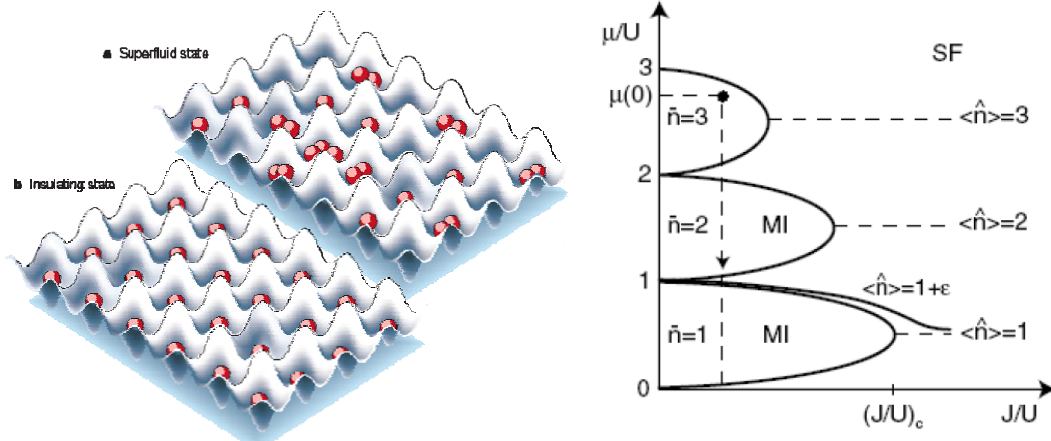 a Superfluid state
b Insulating state
μ/U
SF
3
μ(0)
n̄=3
<n̂>=3
2
n̄=2
MI
<n̂>=2
1
<n̂>=1+ε
n̄=1
MI
<n̂>=1
0
(J/U)c
J/U